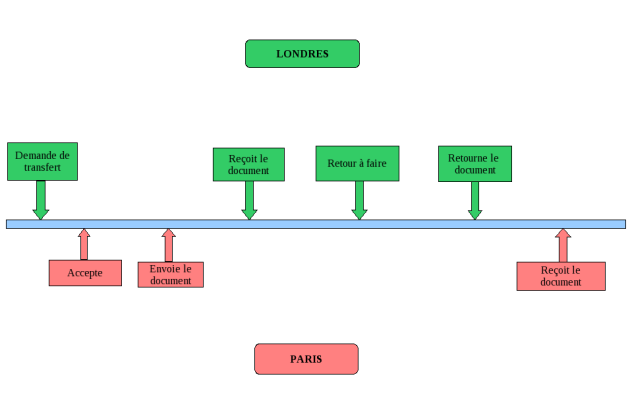 LONDRES
Demande de
transfert
Reçoit le
document
Retour à faire
Retourne le
document
Accepte
Envoie le
document
Reçoit le
document
PARIS